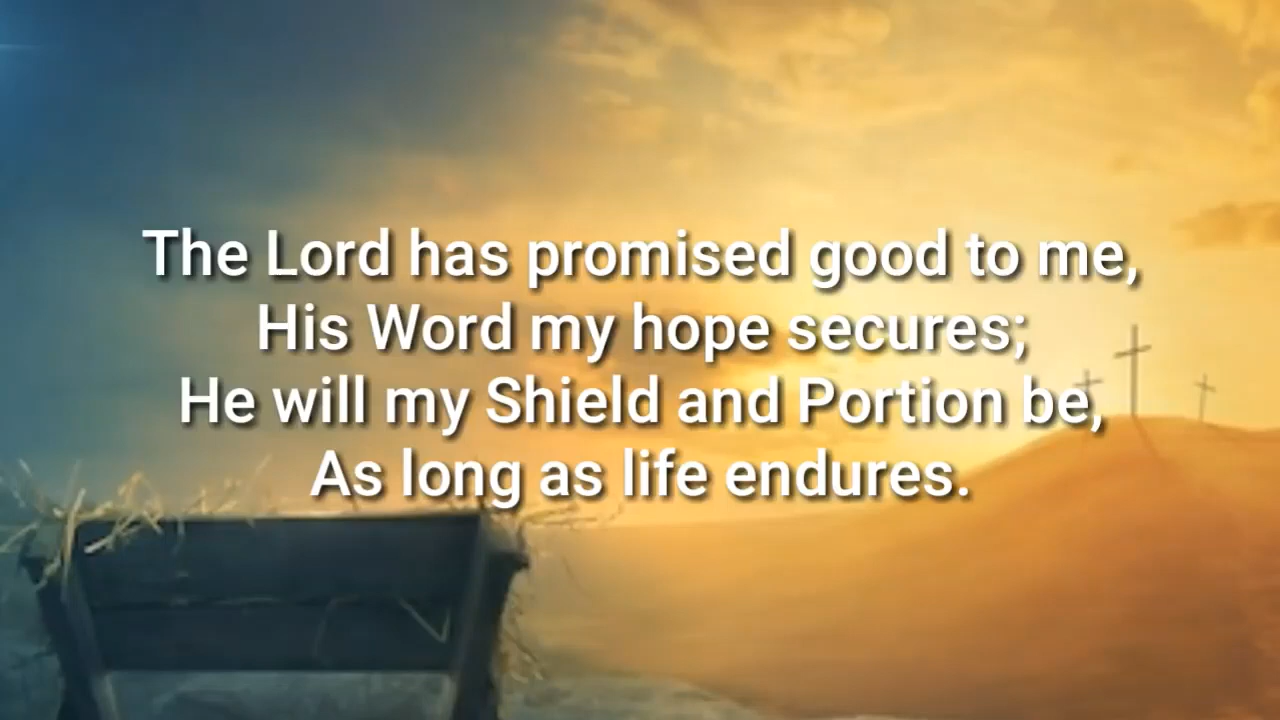 The Lord has promised good to me,
His Word my hope secures;
He will my Shield and Portion be,
As long as life endures.